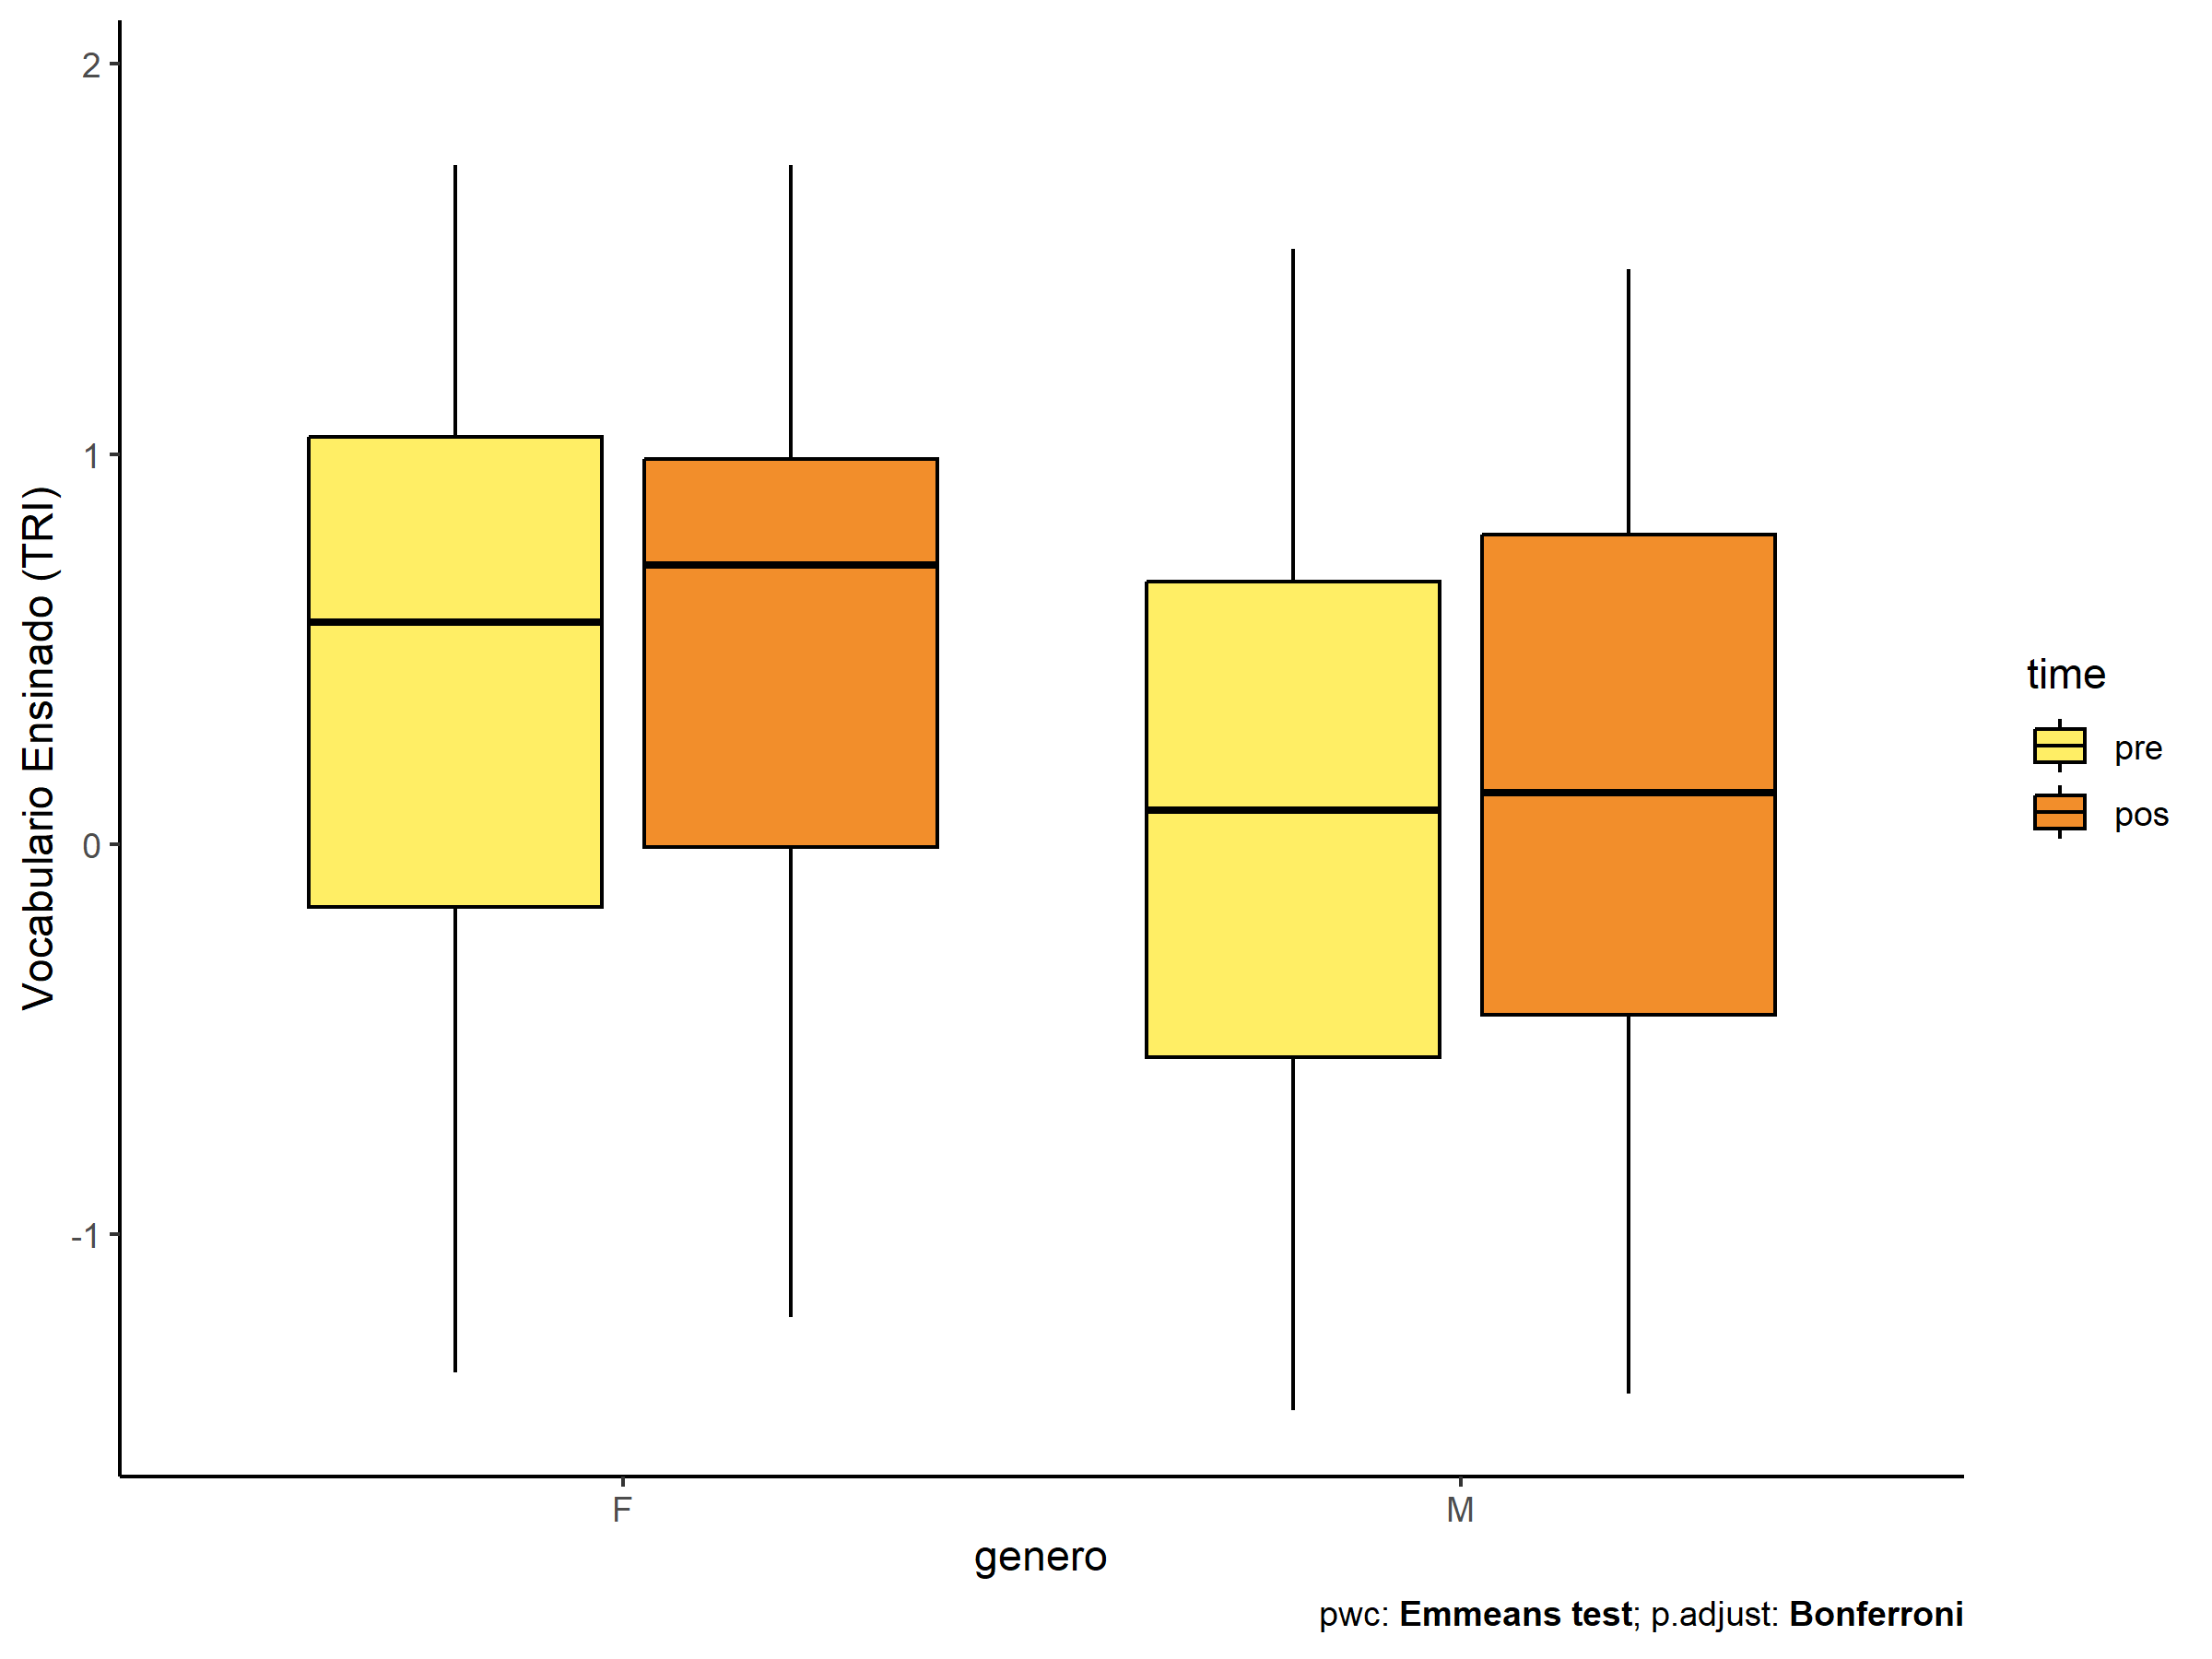 Vocabulario Ensinado (TRI)
2
1
0
-1
F
M
genero
time
pre
pos
pwc: Emmeans test; p.adjust: Bonferroni